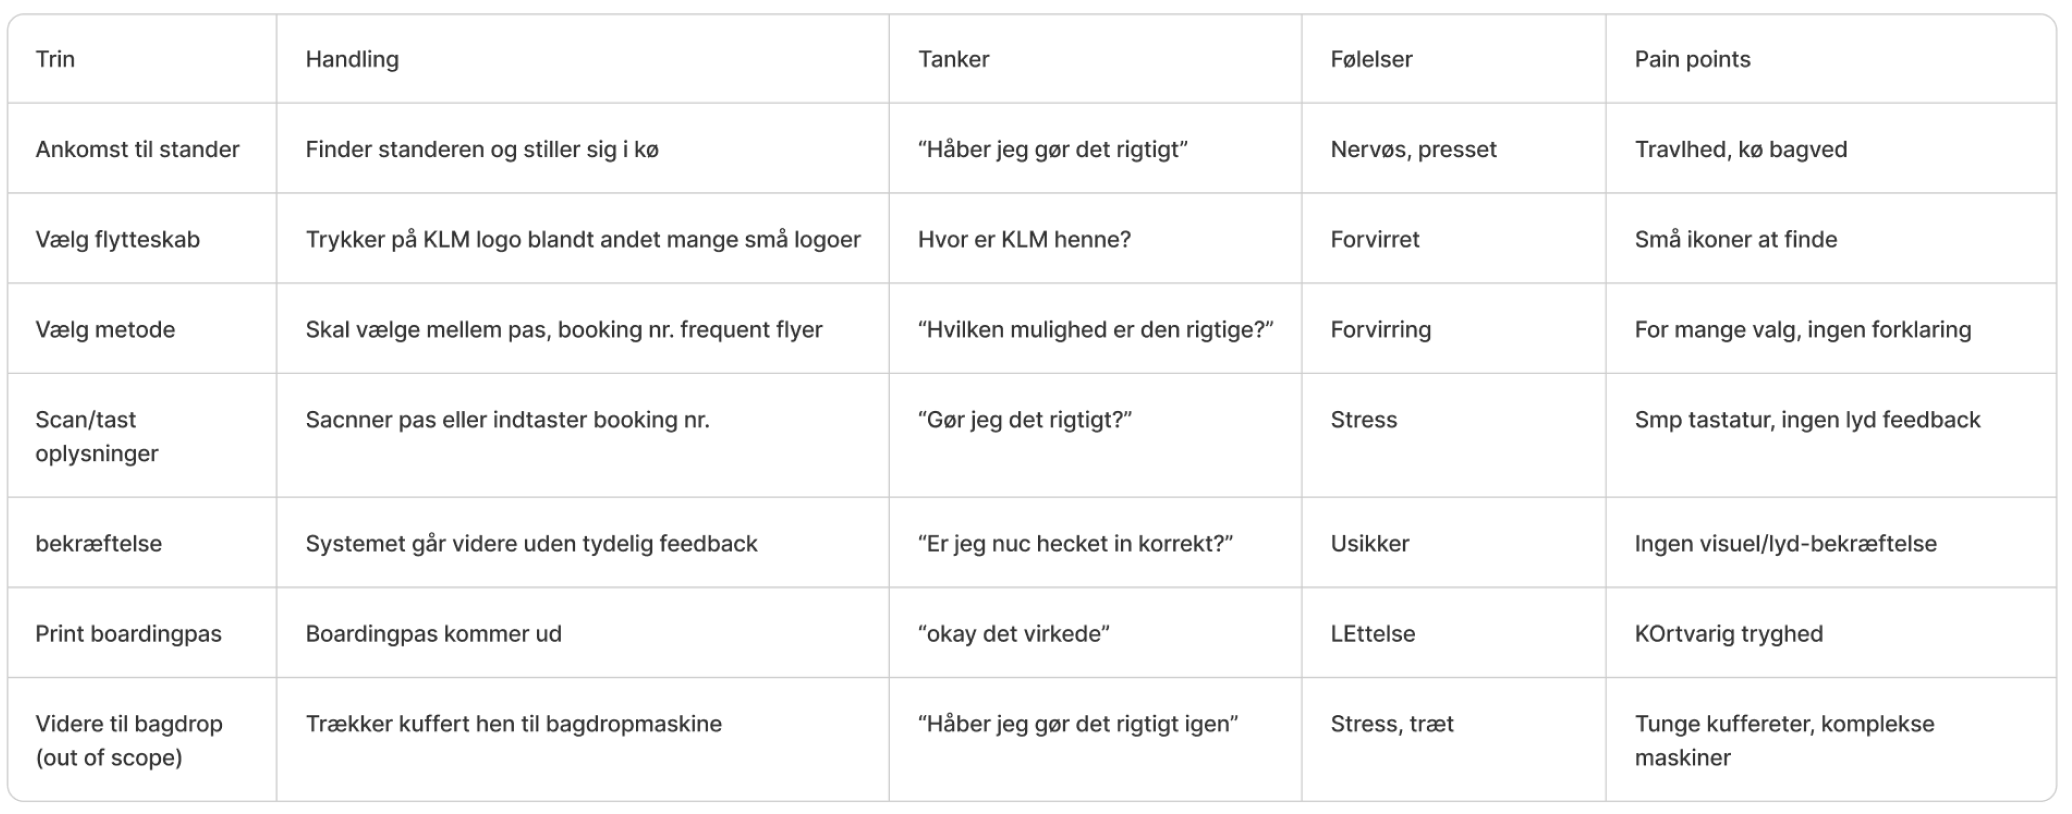 Trin Handling Tanker Følelser Pain points
Ankomst til stander Finder standeren og stiller sig i kø “Håber jeg gør det rigtigt” Nervøs, presset Travlhed, kø bagved
Vælg flytteskab Trykker på KLM logo blandt andet mange små logoer Hvor er KLM henne? Forvirret Små ikoner at finde
Vælg metode Skal vælge mellem pas, booking nr. frequent flyer “Hvilken mulighed er den rigtige?” Forvirring For mange valg, ingen forklaring
Scan/tast Sacnner pas eller indtaster booking nr. “Gør jeg det rigtigt?” Stress Smp tastatur, ingen lyd feedback
oplysninger
bekræftelse Systemet går videre uden tydelig feedback “Er jeg nuc hecket in korrekt?” Usikker Ingen visuel/lyd-bekræftelse
Print boardingpas Boardingpas kommer ud “okay det virkede” LEttelse KOrtvarig tryghed
Videre til bagdrop Trækker kuffert hen til bagdropmaskine “Håber jeg gør det rigtigt igen” Stress, træt Tunge kuffereter, komplekse
(out of scope) maskiner